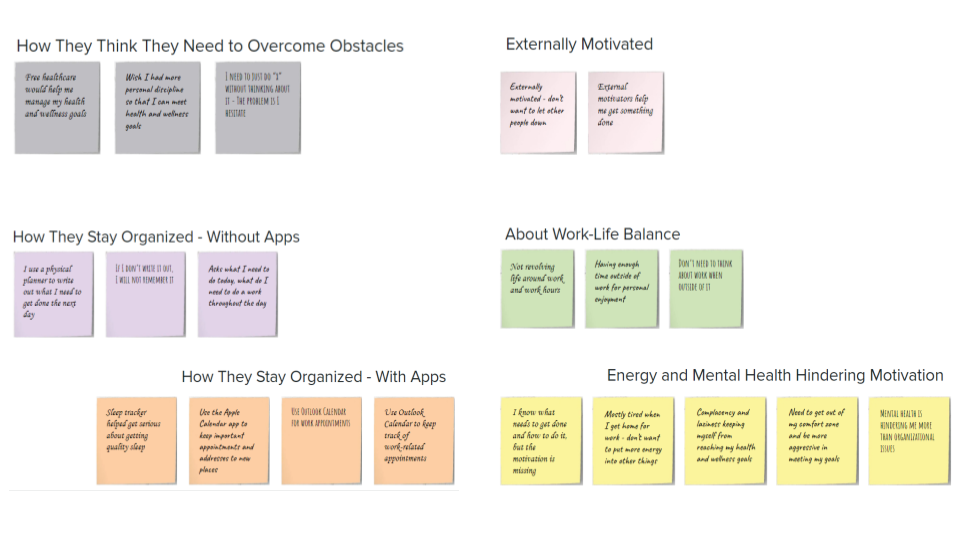 How They Think They Need to Overcome Obstacles
Free healthcare
would help me
manage my health
and wellness goals
Wish I had more
personal discipline
so that I can meet
health and wellness
goals
I need to just do "X"
without thinking about
it - The problem is I
hesitate
Externally Motivated
Externally
motivated - don't
want to let other
people down
External
motivators help
me get something
done
How They Stay Organized - Without Apps
I use a physical
planner to write
out what I need to
get done the next
day
If I don't write it out,
I will not remember it
Asks what I need to
do today, what do I
need to do a work
throughout the day
About Work-Life Balance
Not revolving
life around work
and work hours
Having enough
time outside of
work for personal
enjoyment
Don't need to think
about work when
outside of it
How They Stay Organized - With Apps
Sleep tracker
helped get serious
about getting
quality sleep
Use the Apple
Calendar app to
keep important
appointments and
addresses to new
places
Use Outlook Calendar
for work appointments
Use Outlook
Calendar to keep
track of
work-related
appointments
Energy and Mental Health Hindering Motivation
I know what
needs to get done
and how to do it,
but the
motivation is
missing
Mostly tired when
I get home for
work - don't want
to put more energy
into other things
Complacency and
laziness keeping
myself from
reaching my health
and wellness goals
Need to get out of
my comfort zone
and be more
aggressive in
meeting my goals
Mental health is
hindering me more
than organizational
issues